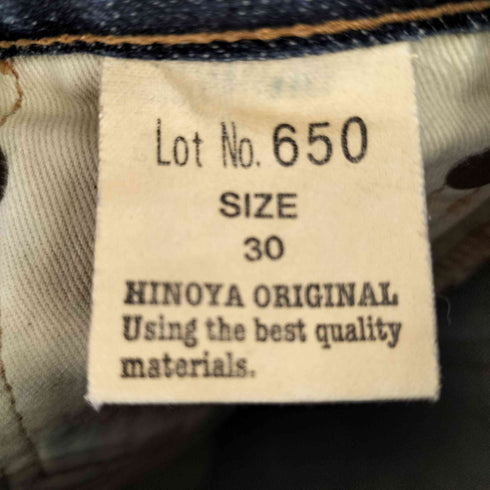 Lot No. 650
SIZE
30
HINOYA ORIGINAL
Using the best quality
materials.